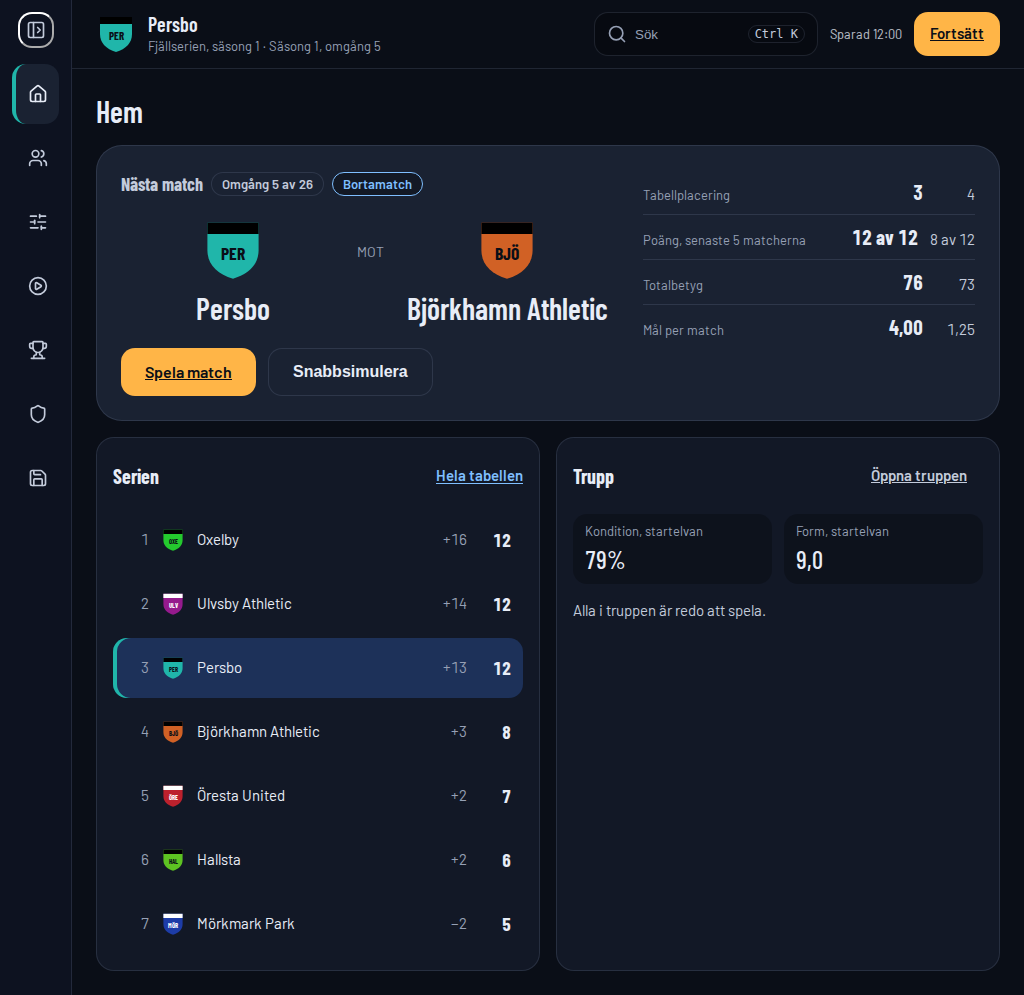 PER
Persbo
Fjällserien, säsong 1 · Säsong 1, omgång 5
Sök
Ctrl K
Sparad 12:00
Fortsätt
Hem
Nästa match
Omgång 5 av 26
Bortamatch
PER
MOT
BJÖ
Persbo
Björkhamn Athletic
Tabellplacering 3 4
Poäng, senaste 5 matcherna 12 av 12 8 av 12
Totalbetyg 76 73
Mål per match 4,00 1,25
Spela match
Snabbsimulera
Serien
Hela tabellen
1 OXE Oxelby +16 12
2 ULV Ulvsby Athletic +14 12
3 PER Persbo +13 12
4 BJÖ Björkhamn Athletic +3 8
5 ÖRE Öresta United +2 7
6 HAL Hallsta +2 6
7 MÖR Mörkmark Park −2 5
Trupp
Öppna truppen
Kondition, startelvan
79%
Form, startelvan
9,0
Alla i truppen är redo att spela.